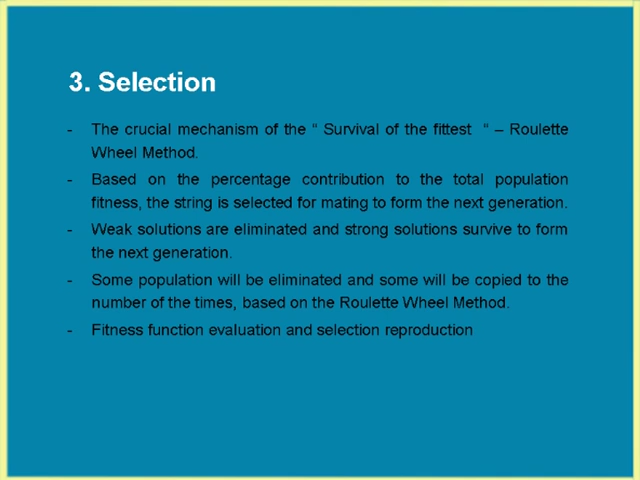 3. Selection
- The crucial mechanism of the “ Survival of the fittest “ – Roulette
Wheel Method.
- Based on the percentage contribution to the total population
fitness, the string is selected for mating to form the next generation.
- Weak solutions are eliminated and strong solutions survive to form
the next generation.
- Some population will be eliminated and some will be copied to the
number of the times, based on the Roulette Wheel Method.
- Fitness function evaluation and selection reproduction